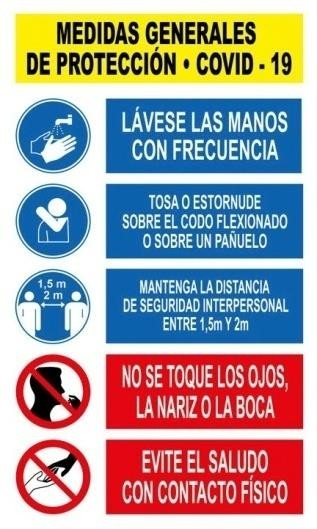 MEDIDAS GENERALES
DE PROTECCIÓN • COVID - 19
LÁVESE LAS MANOS
CON FRECUENCIA
TOSA O ESTORNUDE
SOBRE EL CODO FLEXIONADO
O SOBRE UN PAÑUELO
1,5 m
2 m
MANTENGA LA DISTANCIA
DE SEGURIDAD INTERPERSONAL
ENTRE 1,5m Y 2m
NO SE TOQUE LOS OJOS,
LA NARIZ O LA BOCA
EVITE EL SALUDO
CON CONTACTO FÍSICO